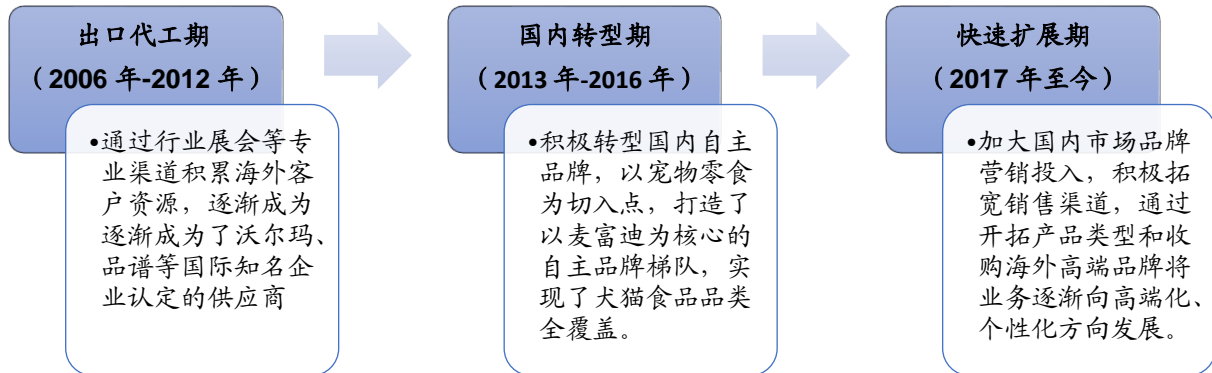 出口代工期
（2006 年-2012 年）
•通过行业展会等专
业渠道积累海外客
户资源，逐渐成为
逐渐成为了沃尔玛、
品谱等国际知名企
业认定的供应商
国内转型期
（2013 年-2016 年）
•积极转型国内自主
品牌，以宠物零食
为切入点，打造了
以麦富迪为核心的
自主品牌梯队，实
现了犬猫食品品类
全覆盖。
快速扩展期
（2017 年至今）
•加大国内市场品牌
营销投入，积极拓
宽销售渠道，通过
开拓产品类型和收
购海外高端品牌将
业务逐渐向高端化、
个性化方向发展。